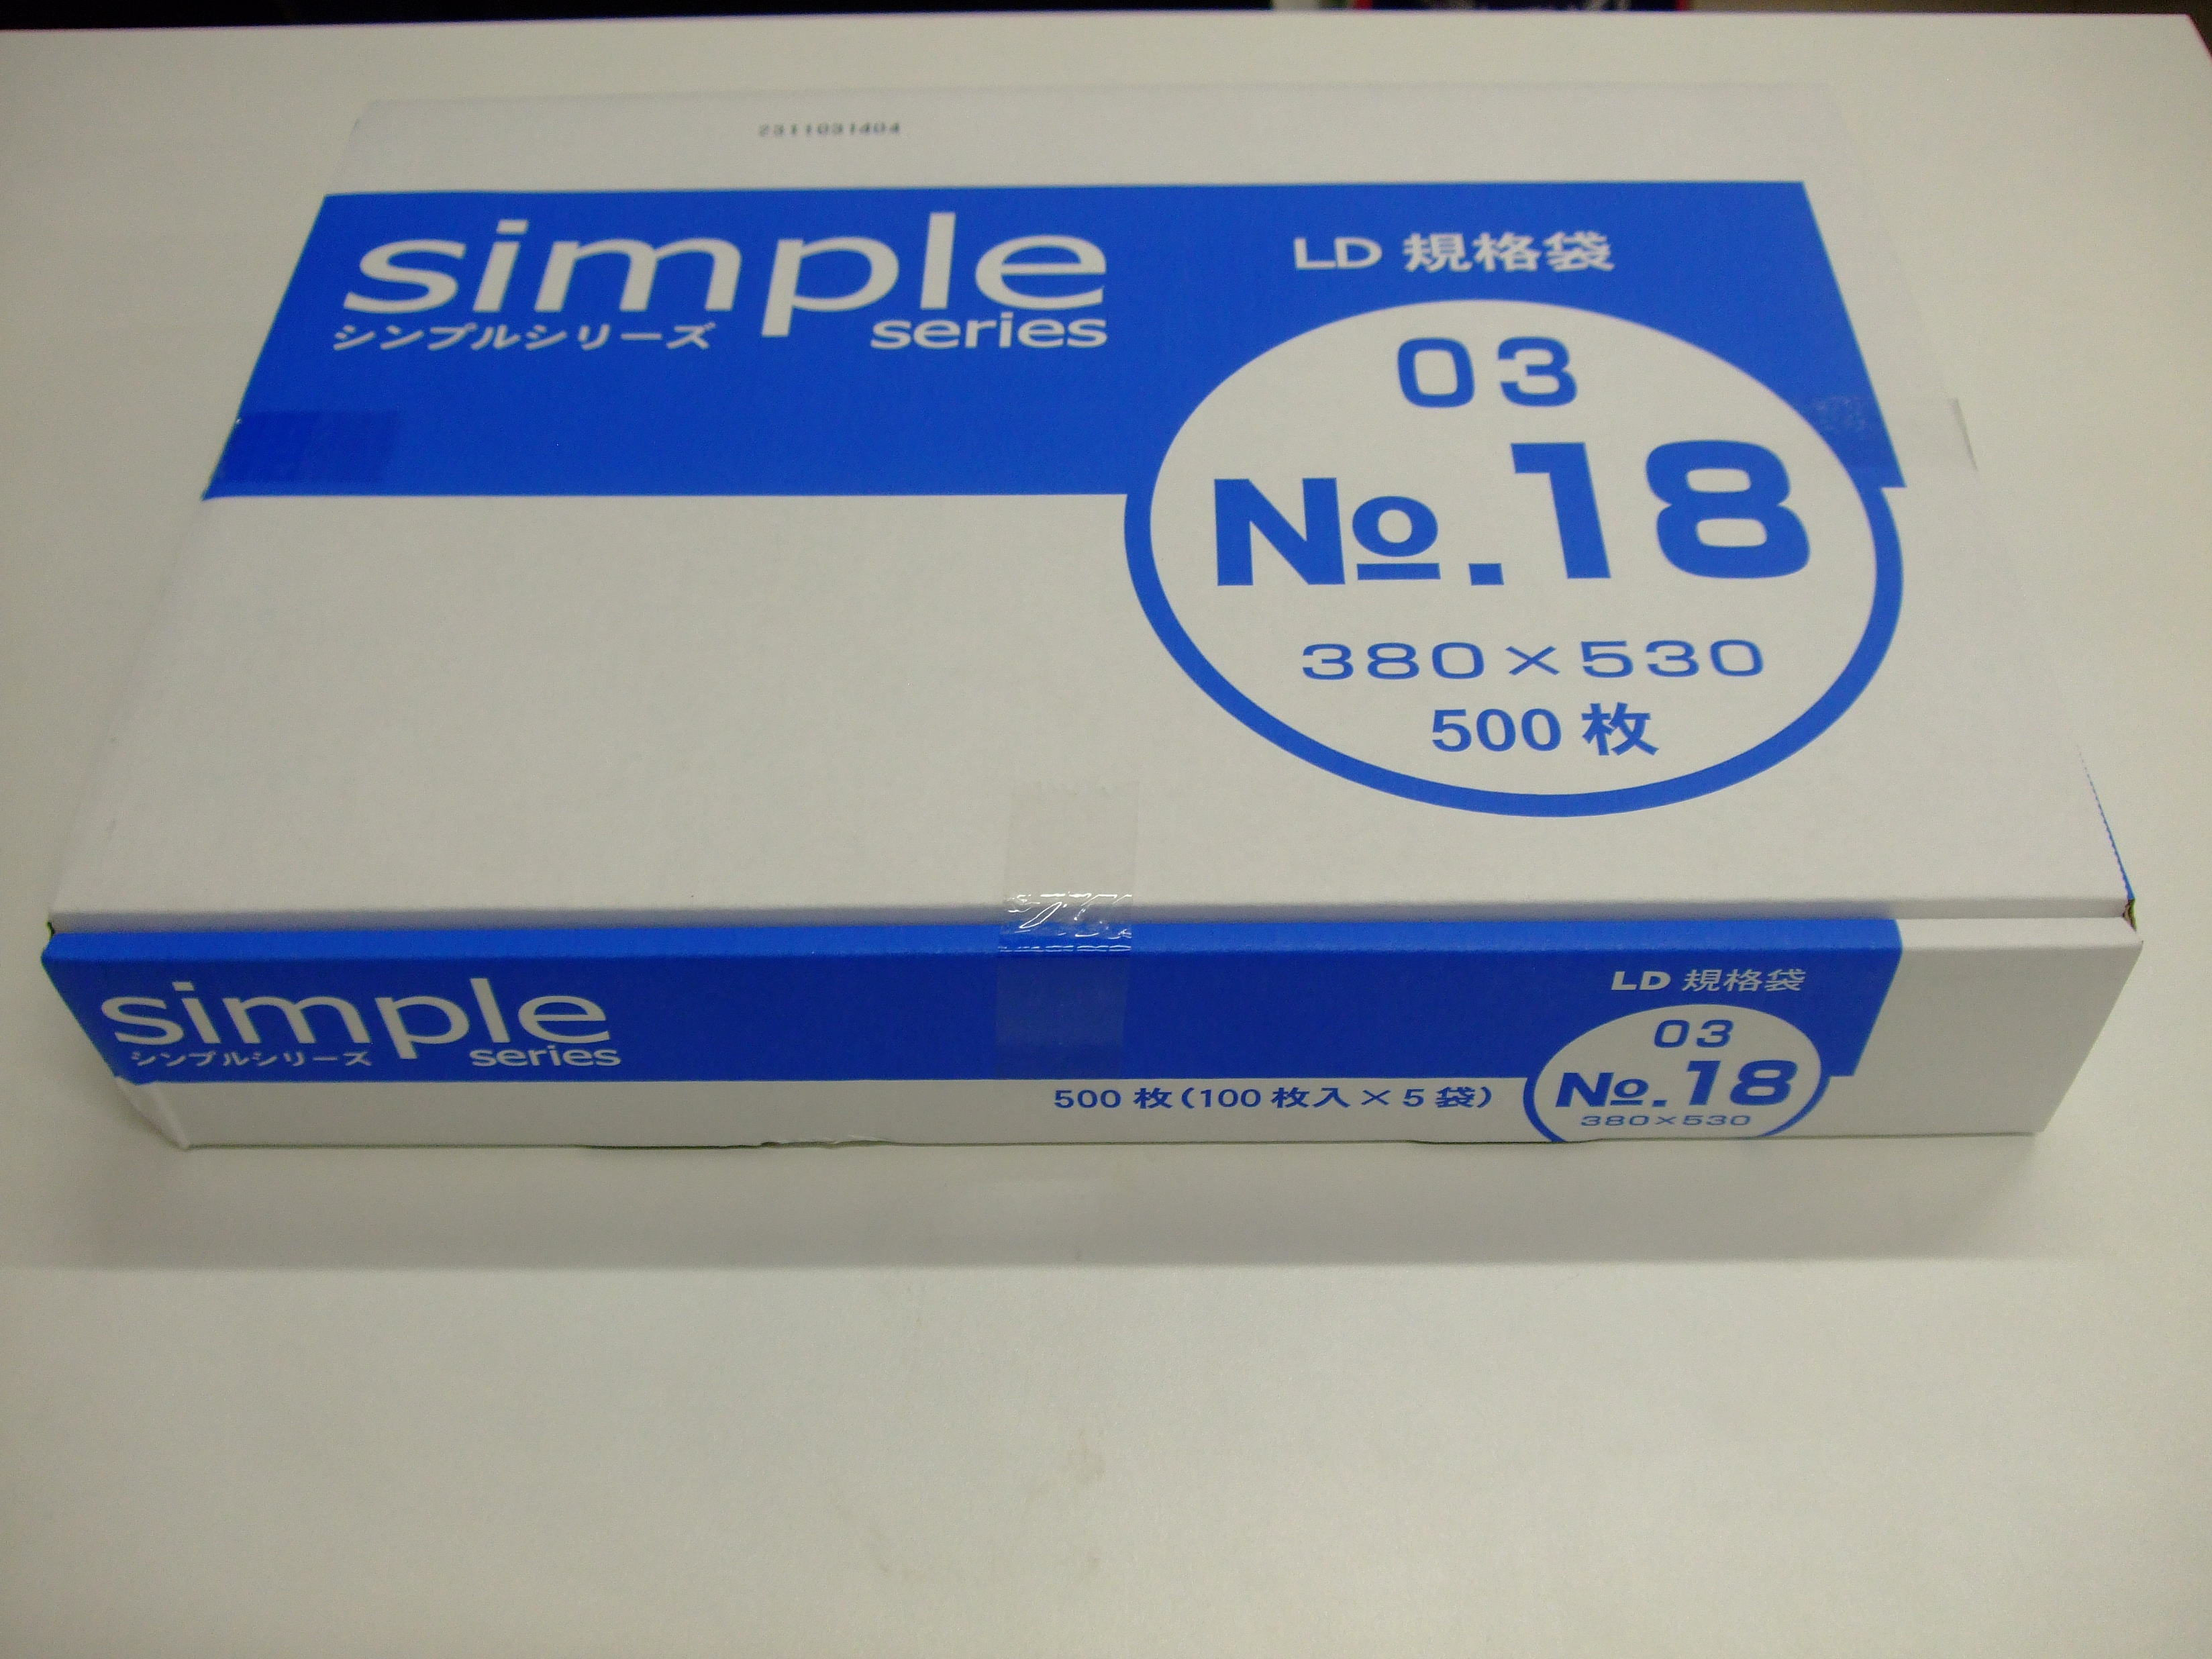 2311031404
simple
シンプルシリーズ series
LD 規格袋
03
No.18
380×530
500 枚
simple
シンプルシリーズ series
LD 規格袋
03
No.18
380×530
500 枚(100 枚入×5 袋)